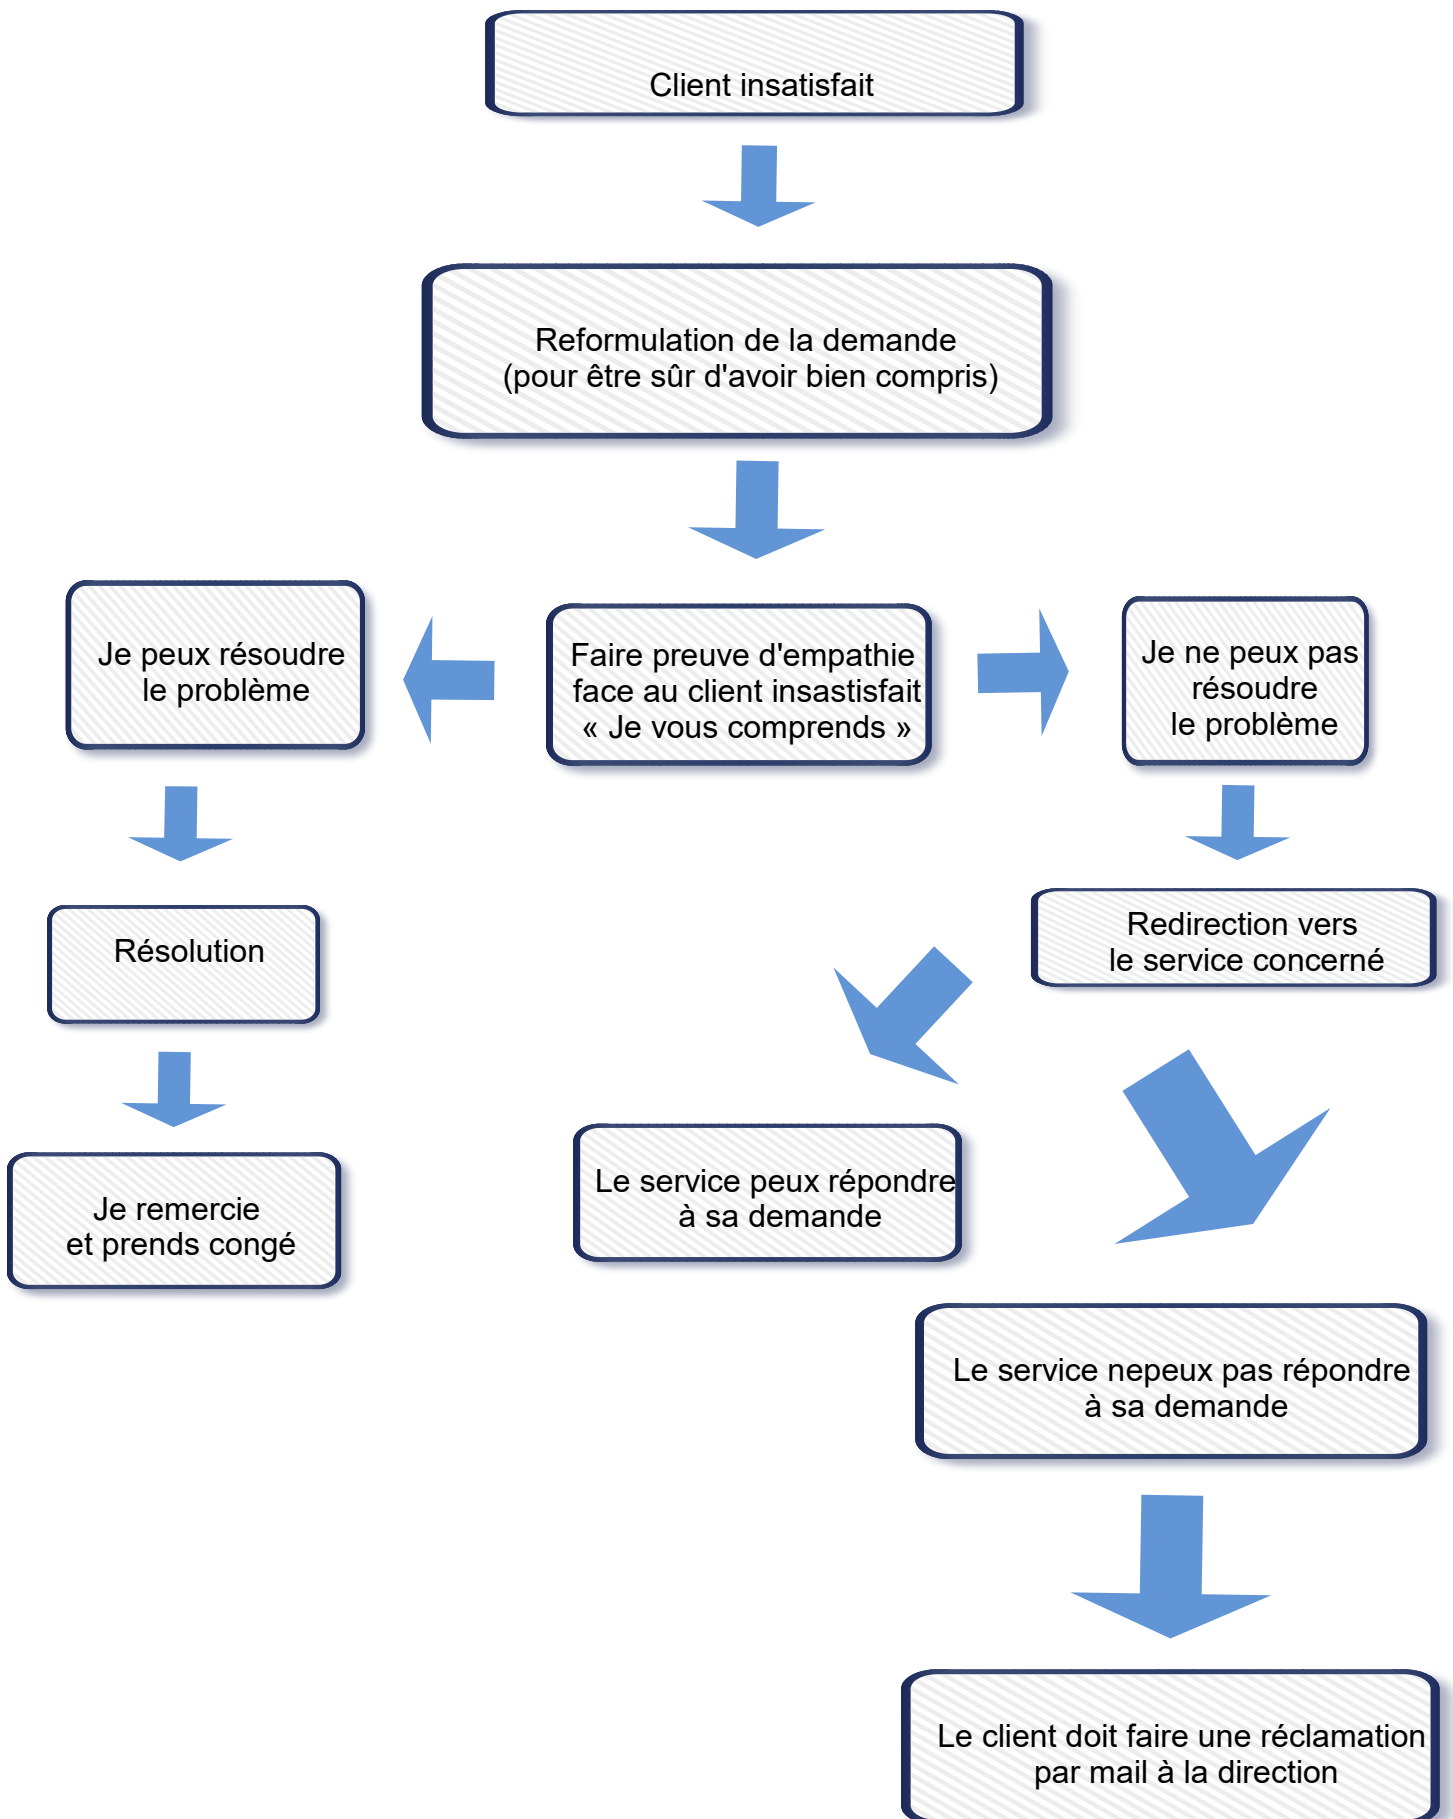 Client insatisfait
Reformulation de la demande
(pour être sûr d'avoir bien compris)
Je peux résoudre
le problème
Faire preuve d'empathie
face au client insastisfait
« Je vous comprends »
Je ne peux pas
résoudre
le problème
Résolution
Redirection vers
le service concerné
Je remercie
et prends congé
Le service peux répondre
à sa demande
Le service nepeux pas répondre
à sa demande
Le client doit faire une réclamation
par mail à la direction